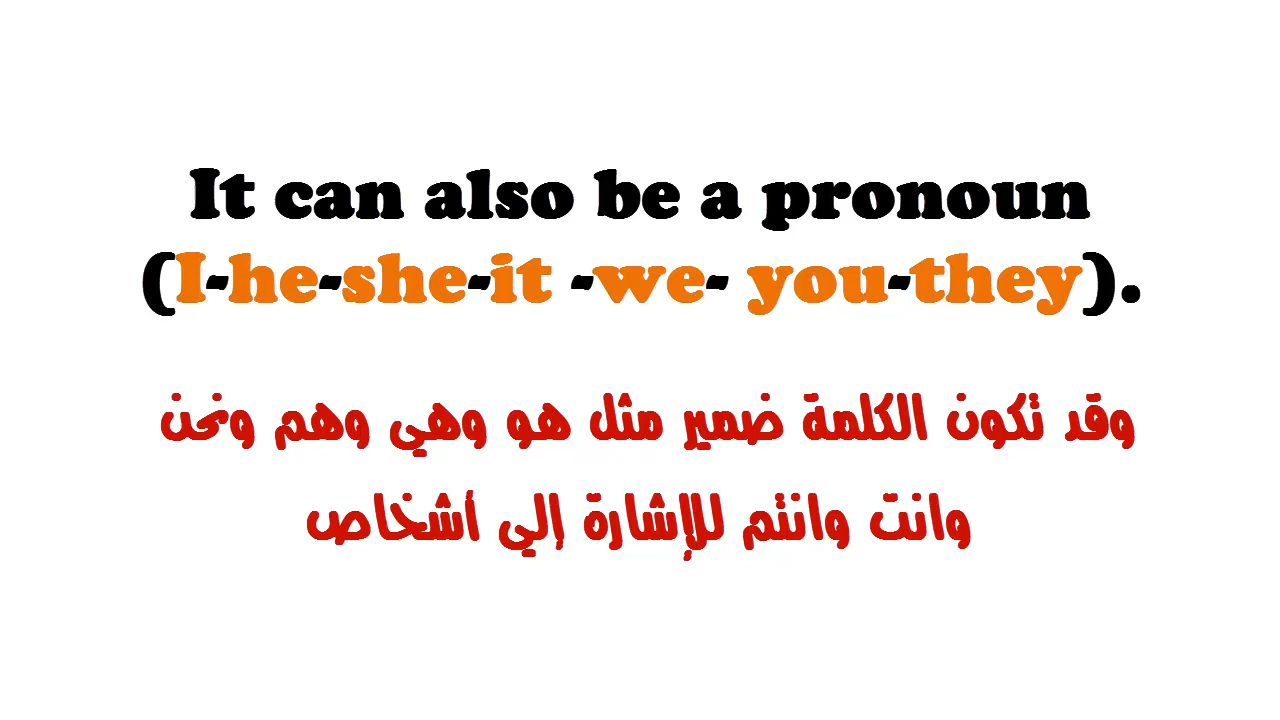 It can also be a pronoun
(I-he-she-it -we- you-they).
وقد تكون الكلمة ضمير مثل هو وهي وهم ونحن
وانت وانتم للإشارة إلي أشخاص